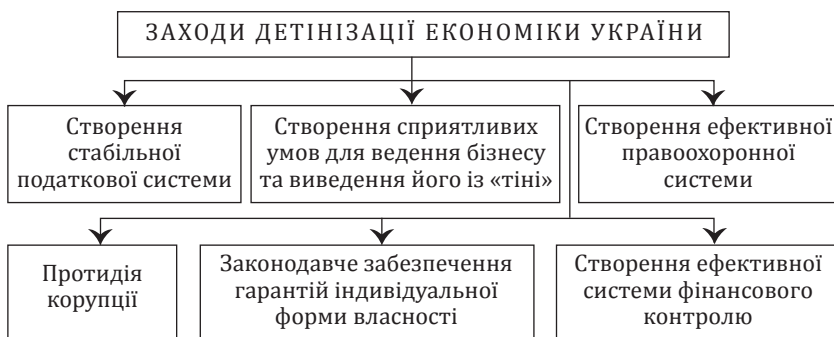 ЗАХОДИ ДЕТІНІЗАЦІЇ ЕКОНОМІКИ УКРАЇНИ
Створення
стабільної
податкової системи
Створення сприятливих
умов для ведення бізнесу
та виведення його із «тіні»
Створення ефективної
правоохоронної
системи
Протидія
корупції
Законодавче забезпечення
гарантій індивідуальної
форми власності
Створення ефективної
системи фінансового
контролю